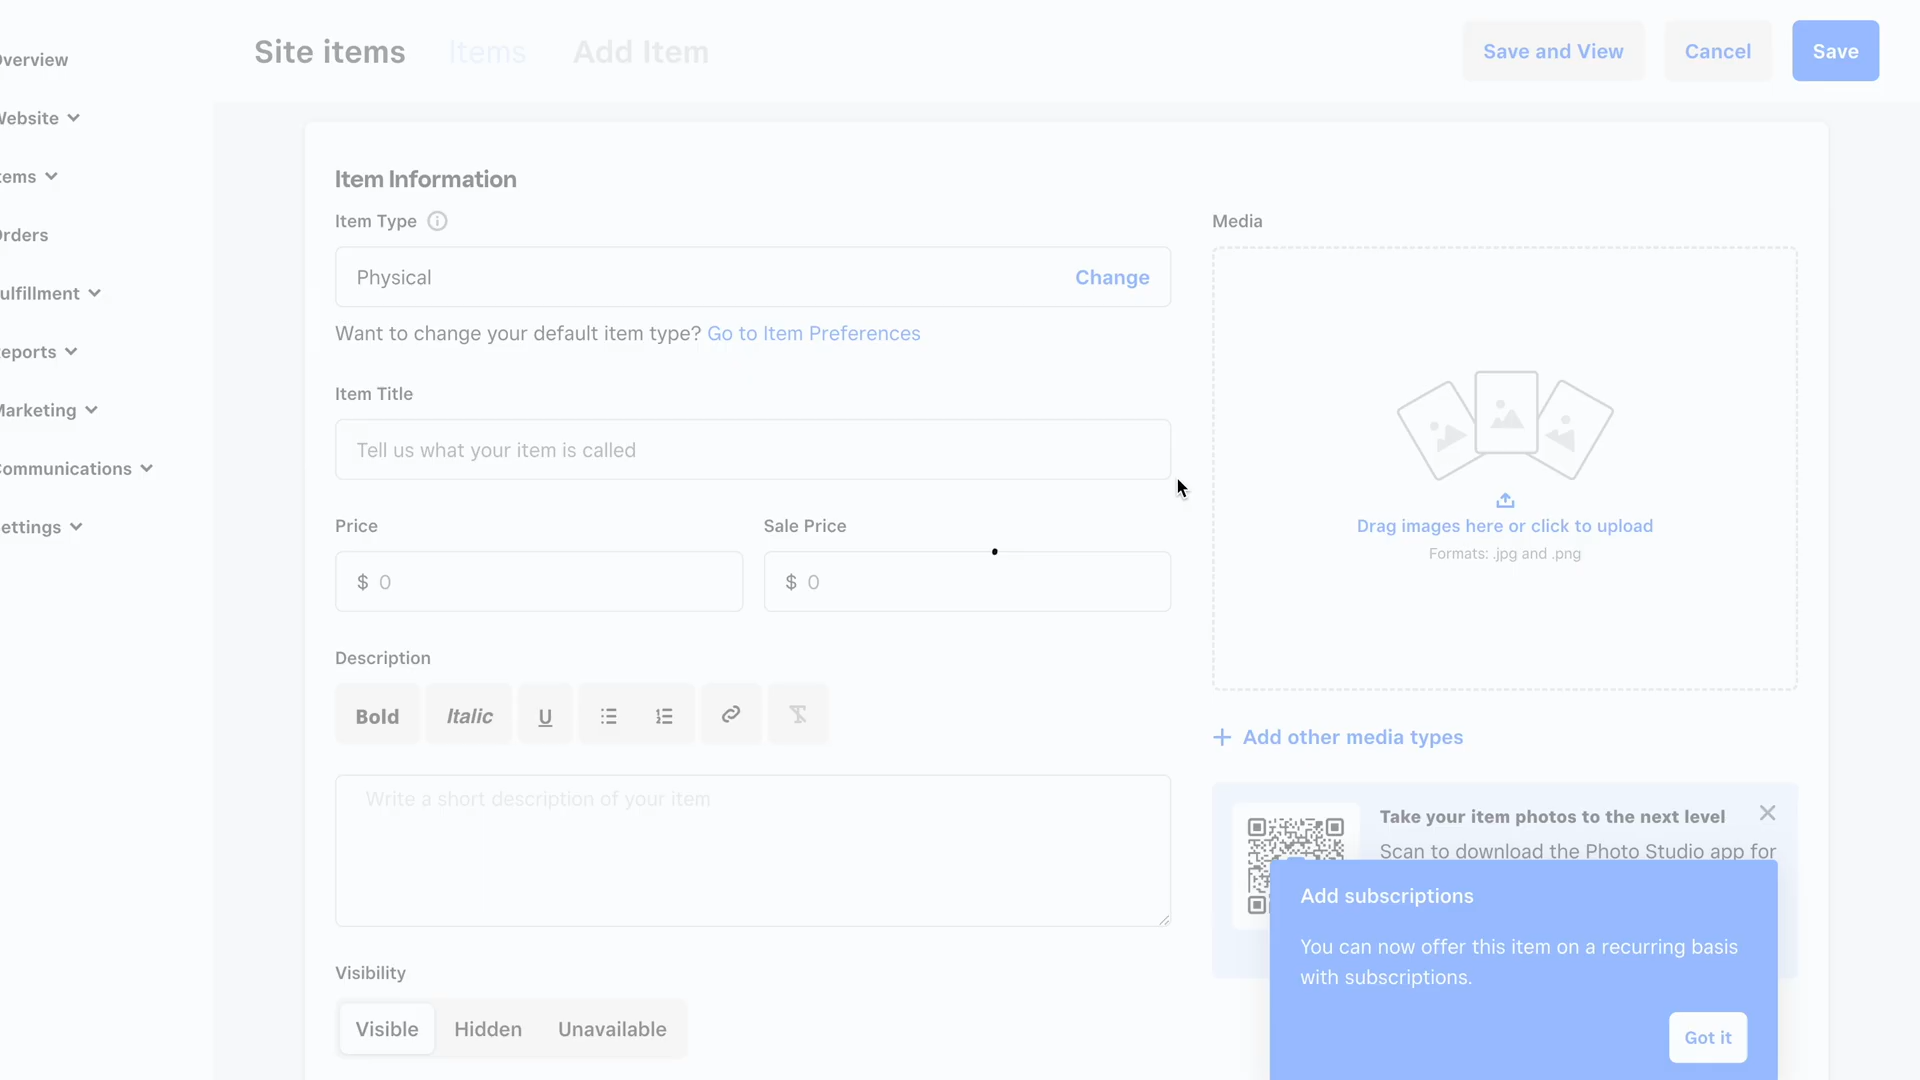 Site items Items Add Item Save and View Cancel Save
verview
ebsite
ems
rders
ulfillment
eports
arketing
ommunications
ettings
Item Information
Item Type
Physical Change
Want to change your default item type? Go to Item Preferences
Item Title
Tell us what your item is called
Price Sale Price
$ 0 $ 0
Description
Bold Italic U
Write a short description of your item
Visibility
Visible Hidden Unavailable
Media
Drag images here or click to upload
Formats: .jpg and .png
+ Add other media types
Take your item photos to the next level
Scan to download the Photo Studio app for
Add subscriptions
You can now offer this item on a recurring basis
with subscriptions.
Got it